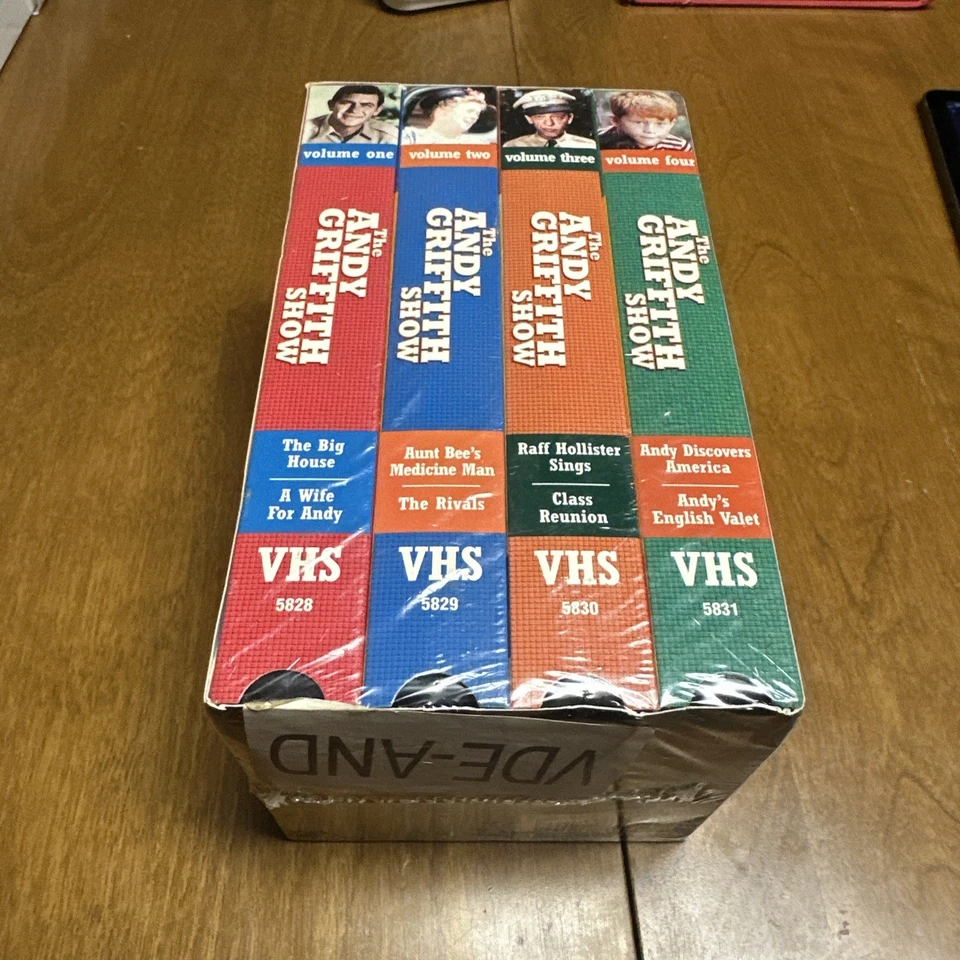 volume one
The
ANDY
GRIFFITH
SHOW
The Big
House
A Wife
For Andy
VHS
5828
volume two
The
ANDY
GRIFFITH
SHOW
Aunt Bee's
Medicine Man
The Rivals
VHS
5829
volume three
The
ANDY
GRIFFITH
SHOW
Raff Hollister
Sings
Class
Reunion
VHS
5830
volume four
The
ANDY
GRIFFITH
SHOW
Andy Discovers
America
Andy's
English Valet
VHS
5831
VDE-AND